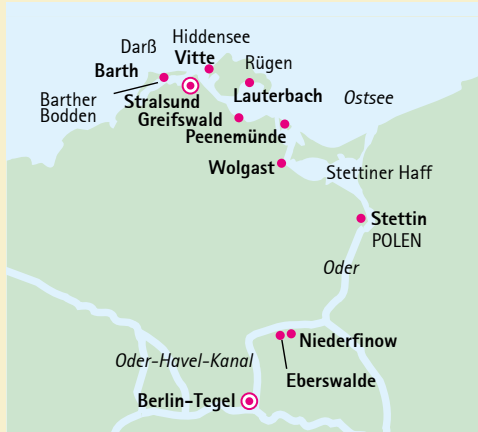 Hiddensee
Darß
Vitte
Rügen
Barth
Lauterbach
Ostsee
Barther
Bodden
Stralsund
Greifswald
Peenemünde
Wolgast
Stettiner Haff
Stettin
POLEN
Oder
Niederfinow
Oder-Havel-Kanal
Eberswalde
Berlin-Tegel